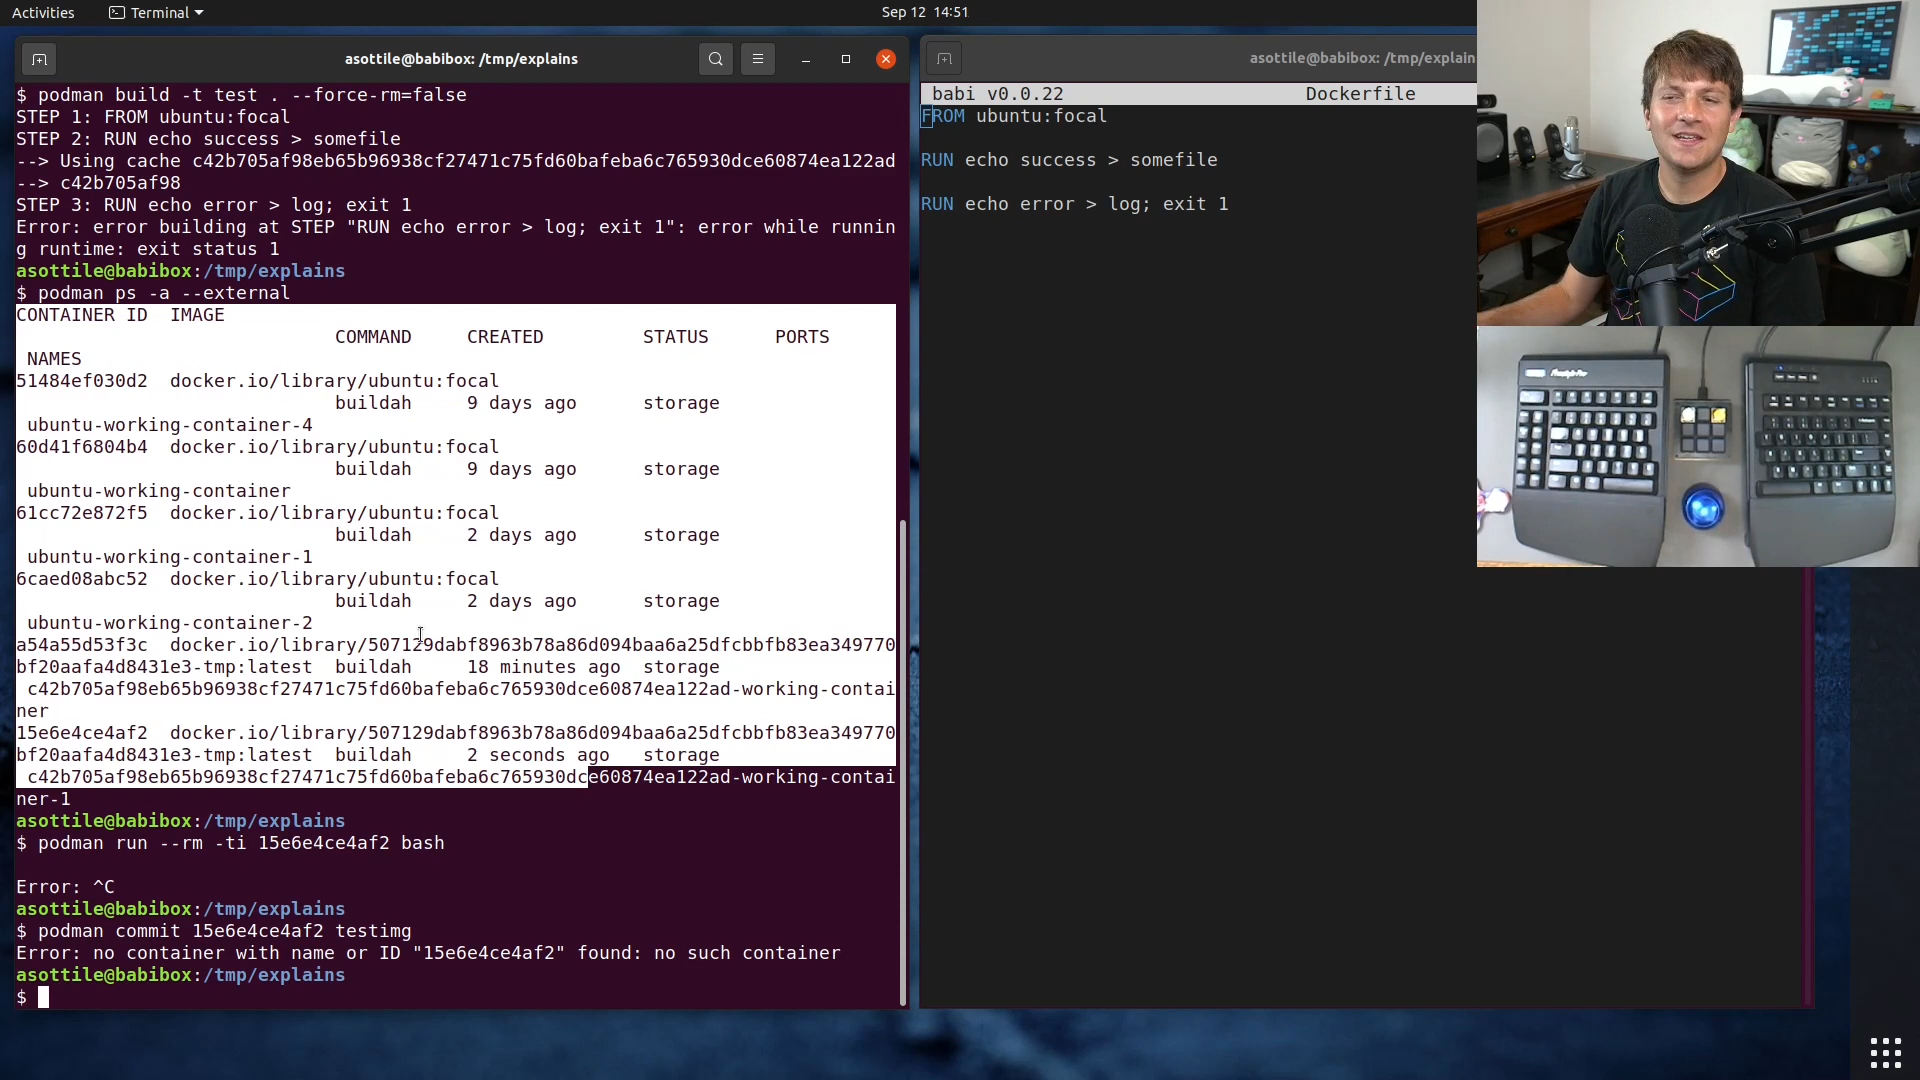 Activities
Terminal
Sep 12 14:51
asottile@babibox: /tmp/explains
$ podman build -t test . --force-rm=false
STEP 1: FROM ubuntu:focal
STEP 2: RUN echo success > somefile
--> Using cache c42b705af98eb65b96938cf27471c75fd60bafeba6c765930dce60874ea122ad
--> c42b705af98
STEP 3: RUN echo error > log; exit 1
Error: error building at STEP "RUN echo error > log; exit 1": error while runnin
g runtime: exit status 1
asottile@babibox:/tmp/explains
$ podman ps -a --external
CONTAINER ID  IMAGE
COMMAND     CREATED         STATUS      PORTS
NAMES
51484ef030d2  docker.io/library/ubuntu:focal
buildah     9 days ago      storage
ubuntu-working-container-4
60d41f6804b4  docker.io/library/ubuntu:focal
buildah     9 days ago      storage
ubuntu-working-container
61cc72e872f5  docker.io/library/ubuntu:focal
buildah     2 days ago      storage
ubuntu-working-container-1
6caed08abc52  docker.io/library/ubuntu:focal
buildah     2 days ago      storage
ubuntu-working-container-2
a54a55d53f3c  docker.io/library/507129dabf8963b78a86d094baa6a25dfcbbfb83ea349770
bf20aafa4d8431e3-tmp:latest  buildah     18 minutes ago  storage
c42b705af98eb65b96938cf27471c75fd60bafeba6c765930dce60874ea122ad-working-contai
ner
15e6e4ce4af2  docker.io/library/507129dabf8963b78a86d094baa6a25dfcbbfb83ea349770
bf20aafa4d8431e3-tmp:latest  buildah     2 seconds ago   storage
c42b705af98eb65b96938cf27471c75fd60bafeba6c765930dce60874ea122ad-working-contai
ner-1
asottile@babibox:/tmp/explains
$ podman run --rm -ti 15e6e4ce4af2 bash
Error: ^C
asottile@babibox:/tmp/explains
$ podman commit 15e6e4ce4af2 testimg
Error: no container with name or ID "15e6e4ce4af2" found: no such container
asottile@babibox:/tmp/explains
$
asottile@babibox: /tmp/explain
babi v0.0.22 Dockerfile
FROM ubuntu:focal
RUN echo success > somefile
RUN echo error > log; exit 1